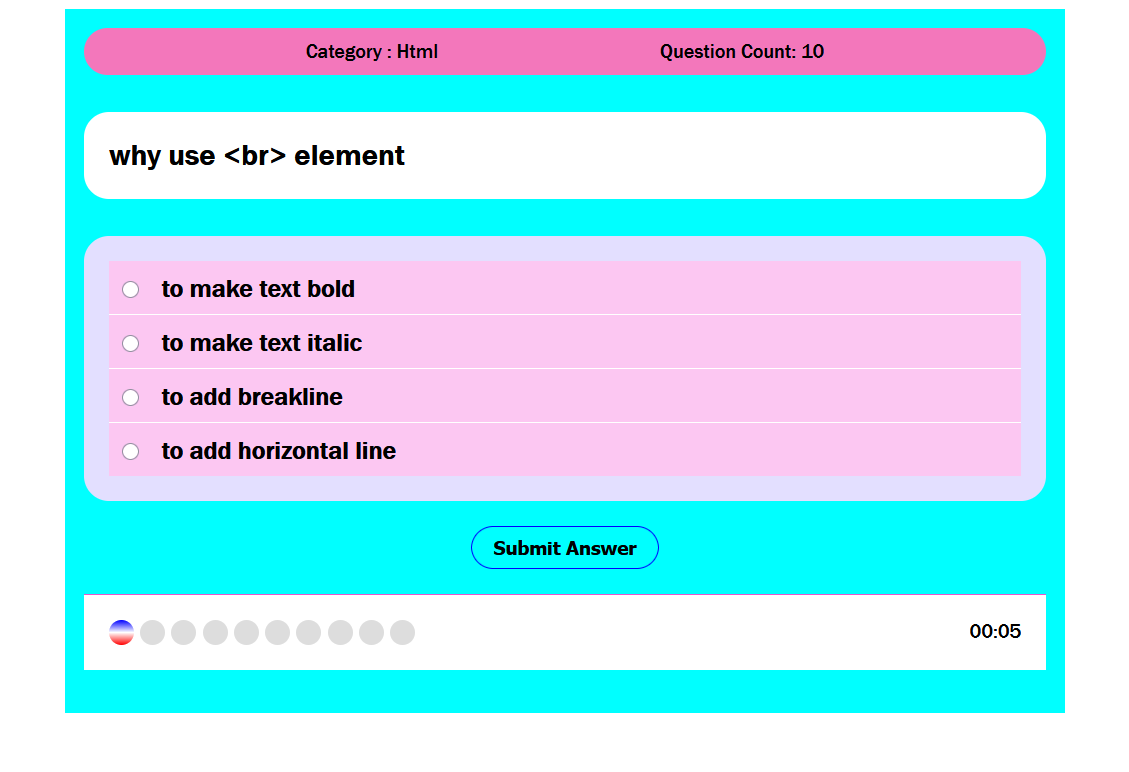 Category : Html
Question Count: 10
why use <br> element
to make text bold
to make text italic
to add breakline
to add horizontal line
Submit Answer
00:05